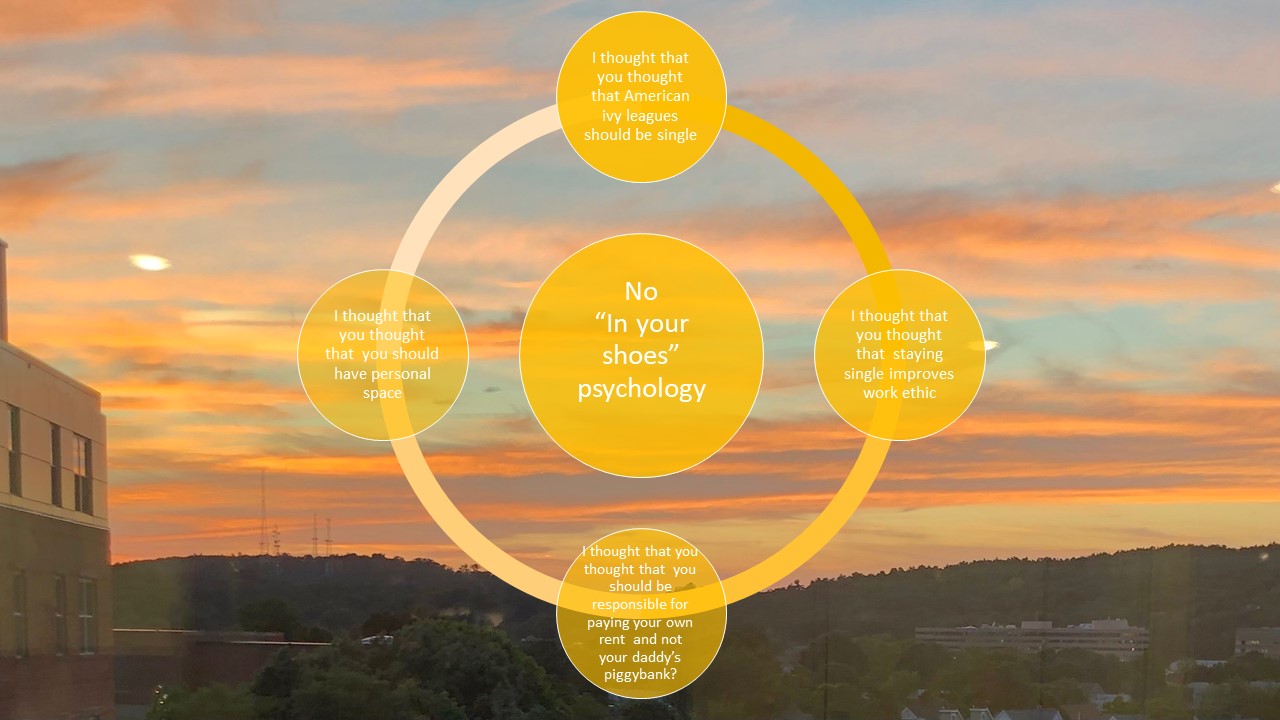 I thought that
you thought
that American
ivy leagues
should be single
No
“In your
shoes”
psychology
I thought that
you thought
that  you should
have personal
space
I thought that
you thought
that  staying
single improves
work ethic
I thought that you
thought that  you
should be
responsible for
paying your own
rent  and not
your daddy’s
piggybank?